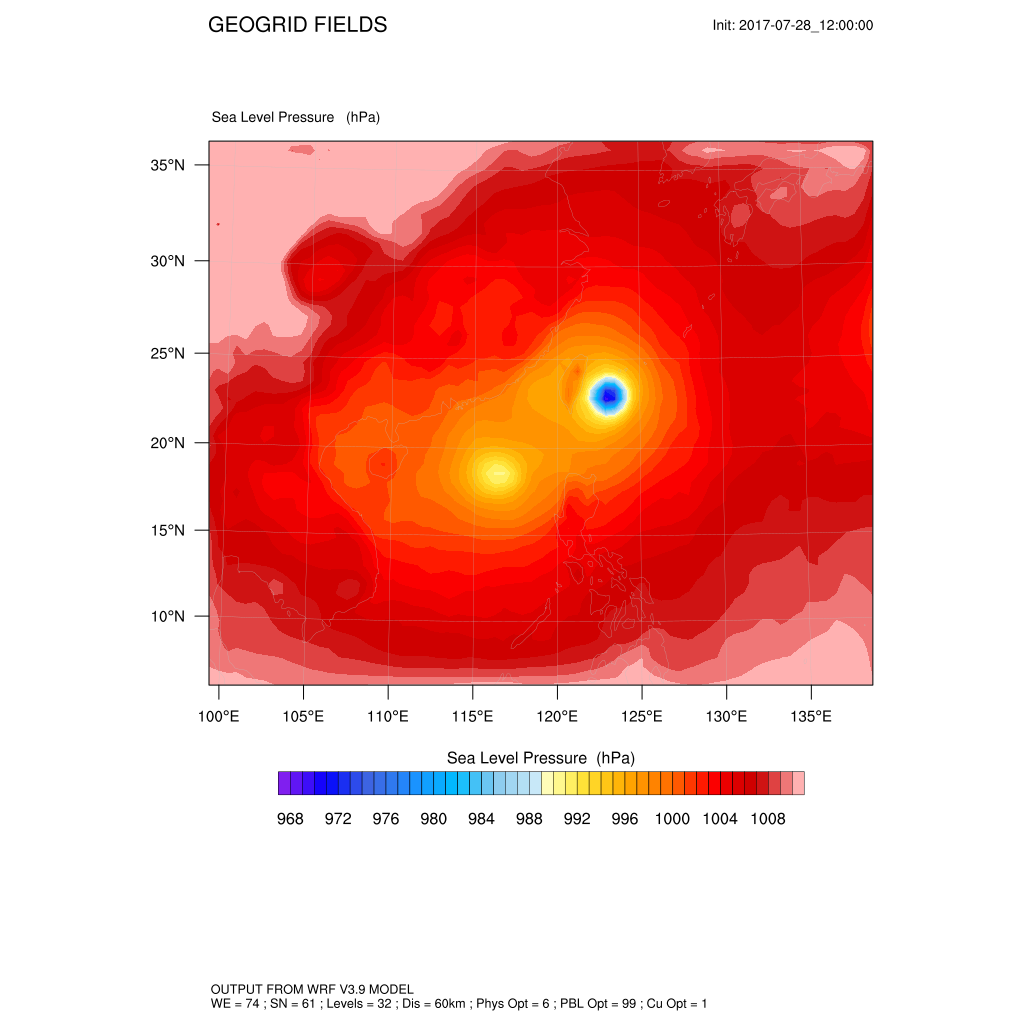 GEOGRID FIELDS
Init: 2017-07-28_12:00:00
Sea Level Pressure (hPa)
35°N
30°N
25°N
20°N
15°N
10°N
100°E 105°E 110°E 115°E 120°E 125°E 130°E 135°E
Sea Level Pressure (hPa)
968 972 976 980 984 988 992 996 1000 1004 1008
OUTPUT FROM WRF V3.9 MODEL
WE = 74 ; SN = 61 ; Levels = 32 ; Dis = 60km ; Phys Opt = 6 ; PBL Opt = 99 ; Cu Opt = 1